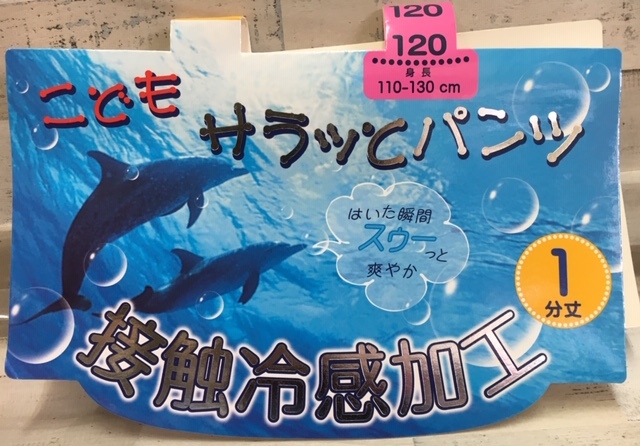 120
120
身長
110-130 cm
こども
サラッとパンツ
はいた瞬間
スゥーっと
爽やか
1
分丈
接触冷感加工